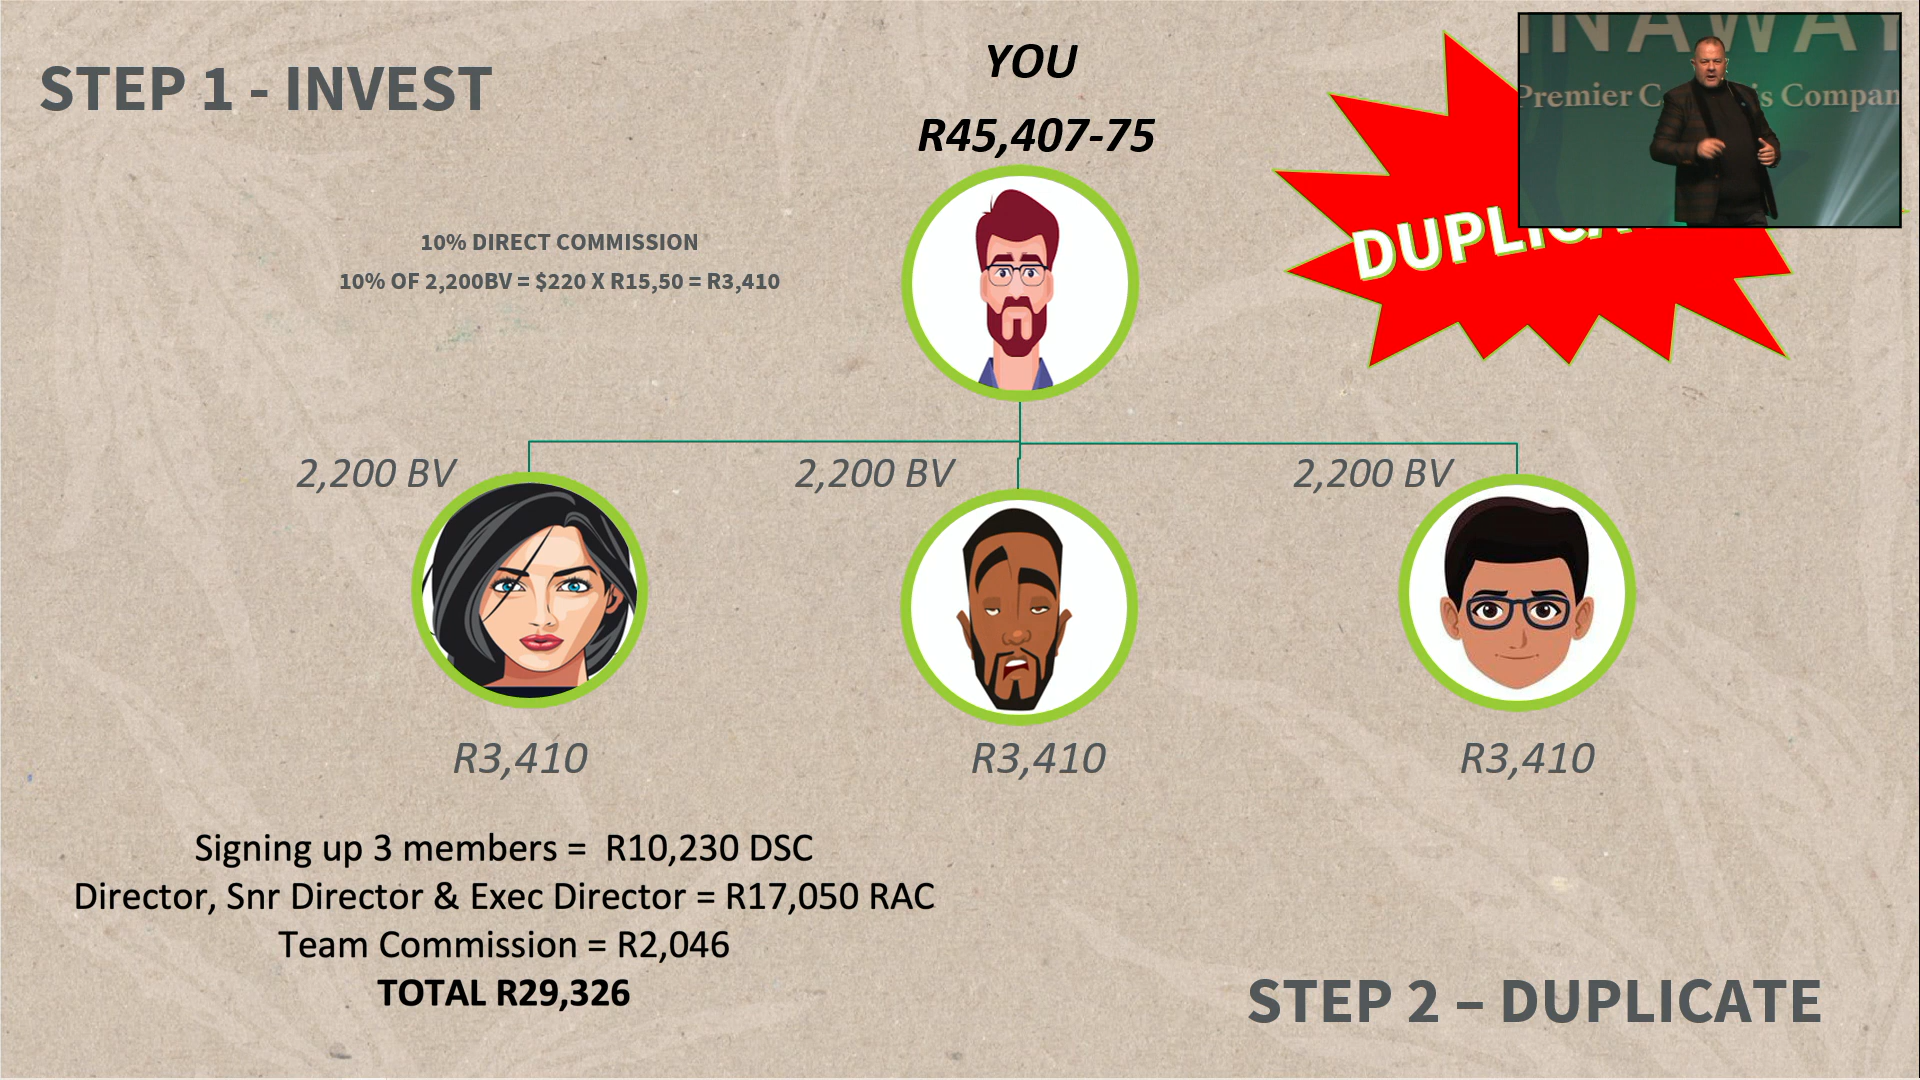 STEP 1 - INVEST
YOU
R45,407-75
10% DIRECT COMMISSION
10% OF 2,200BV = $220 X R15,50 = R3,410
NAWAY
Premier
Compan
2,200 BV
2,200 BV
2,200 BV
R3,410
R3,410
R3,410
Signing up 3 members = R10,230 DSC
Director, Snr Director & Exec Director = R17,050 RAC
Team Commission = R2,046
TOTAL R29,326
STEP 2 – DUPLICATE